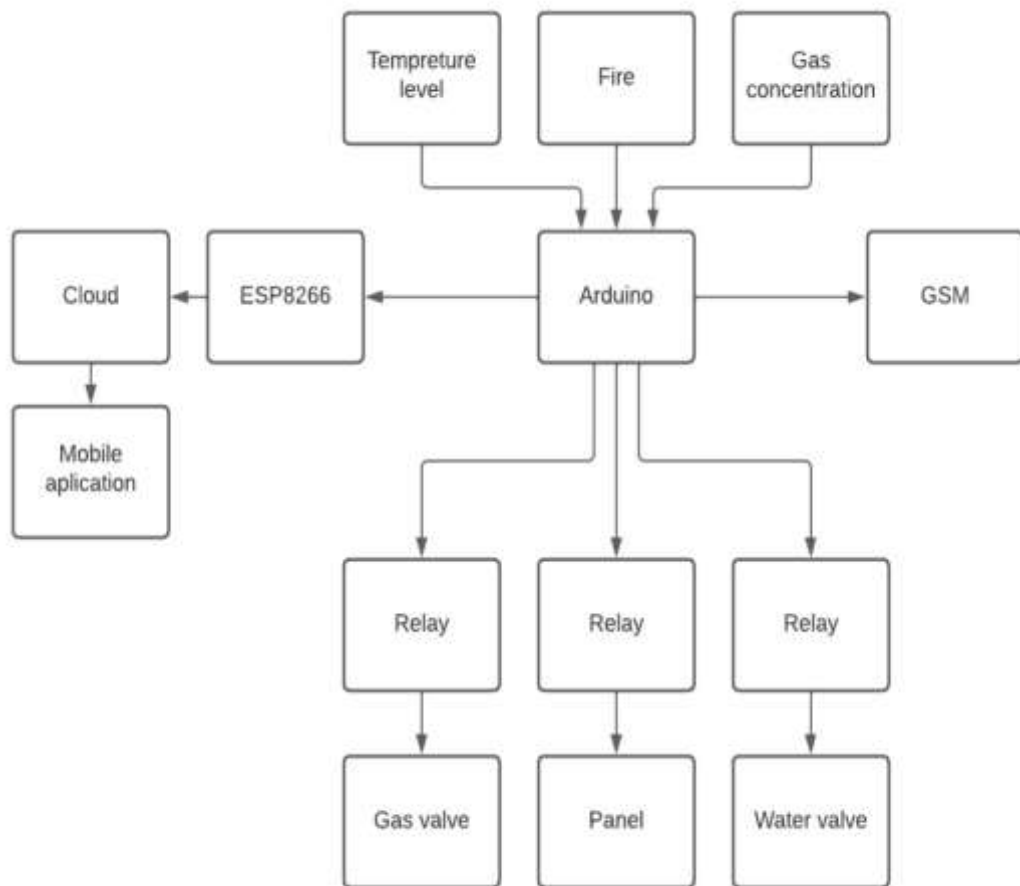 Tempreture
level
Fire
Gas
concentration
Cloud
ESP8266
Arduino
GSM
Mobile
aplication
Relay
Relay
Relay
Gas valve
Panel
Water valve